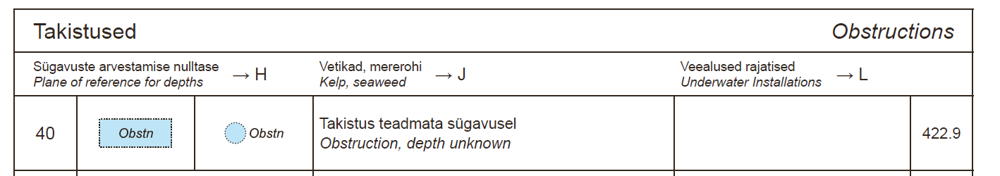 Takistused
Obstructions
Sügavuste arvestamise nulltase
Plane of reference for depths
→ H
Vetikad, mererohi
Kelp, seaweed
→ J
Veealused rajatised
Underwater Installations
→ L
40
Obstn
Obstn
Takistus teadmata sügavusel
Obstruction, depth unknown
422.9